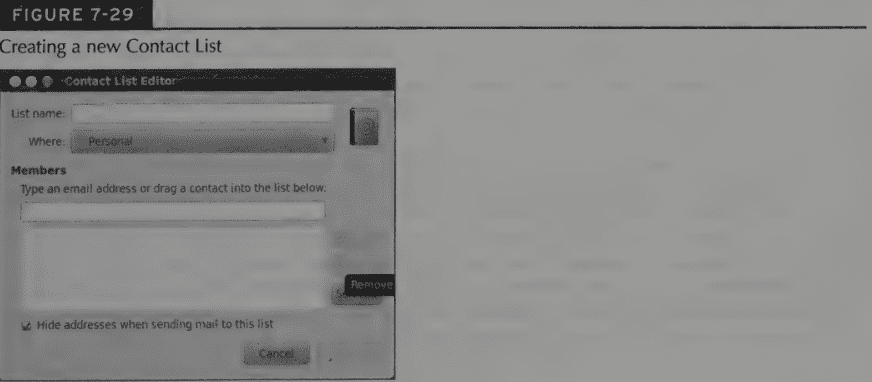 FIGURE 7-29
Creating a new Contact List
Contact List Editor
List name:
Where: Personal
Members
Type an email address or drag a contact into the list below:
Remove
Hide addresses when sending mail to this list
Cancel